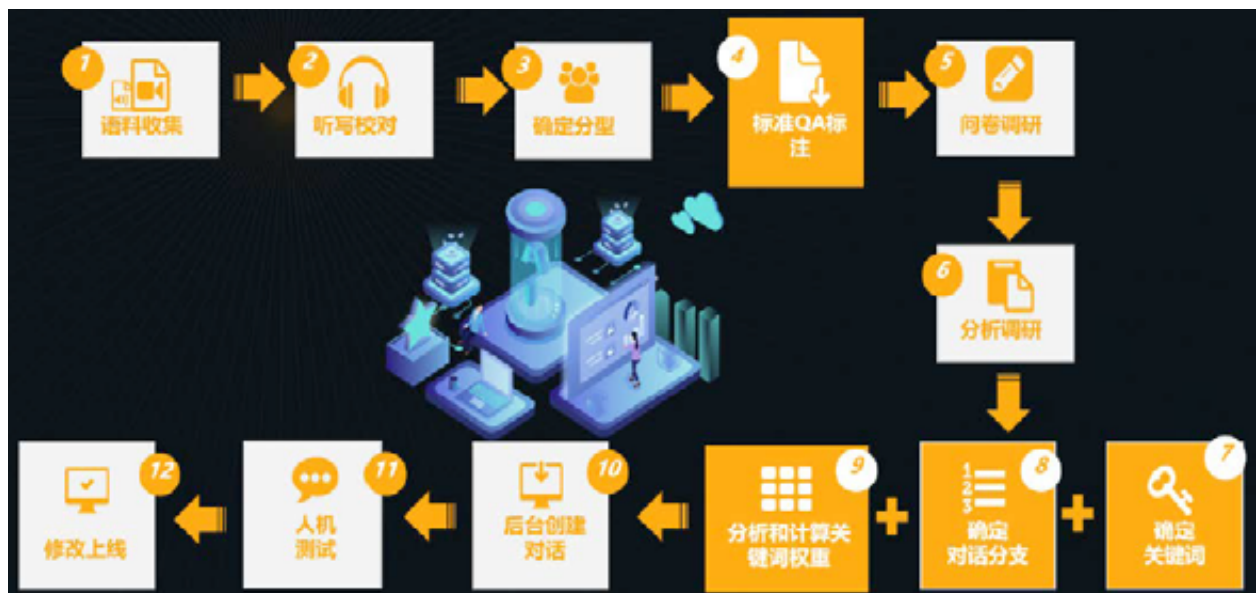 1
语料收集
2
听写校对
3
确定分型
4
标准QA标
注
5
问卷调研
6
分析调研
7
确定
关键词
1
2
3
8
确定
对话分支
9
分析和计算关
键词权重
10
后台创建
对话
11
人机
测试
12
修改上线